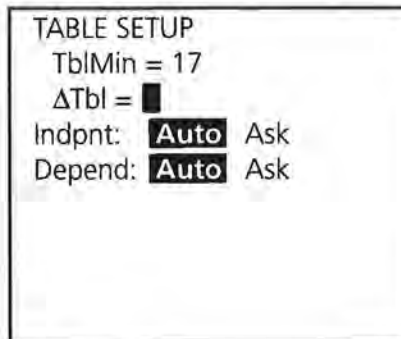 TABLE SETUP
TblMin = 17
ΔTbl =
Indpnt: Auto Ask
Depend: Auto Ask